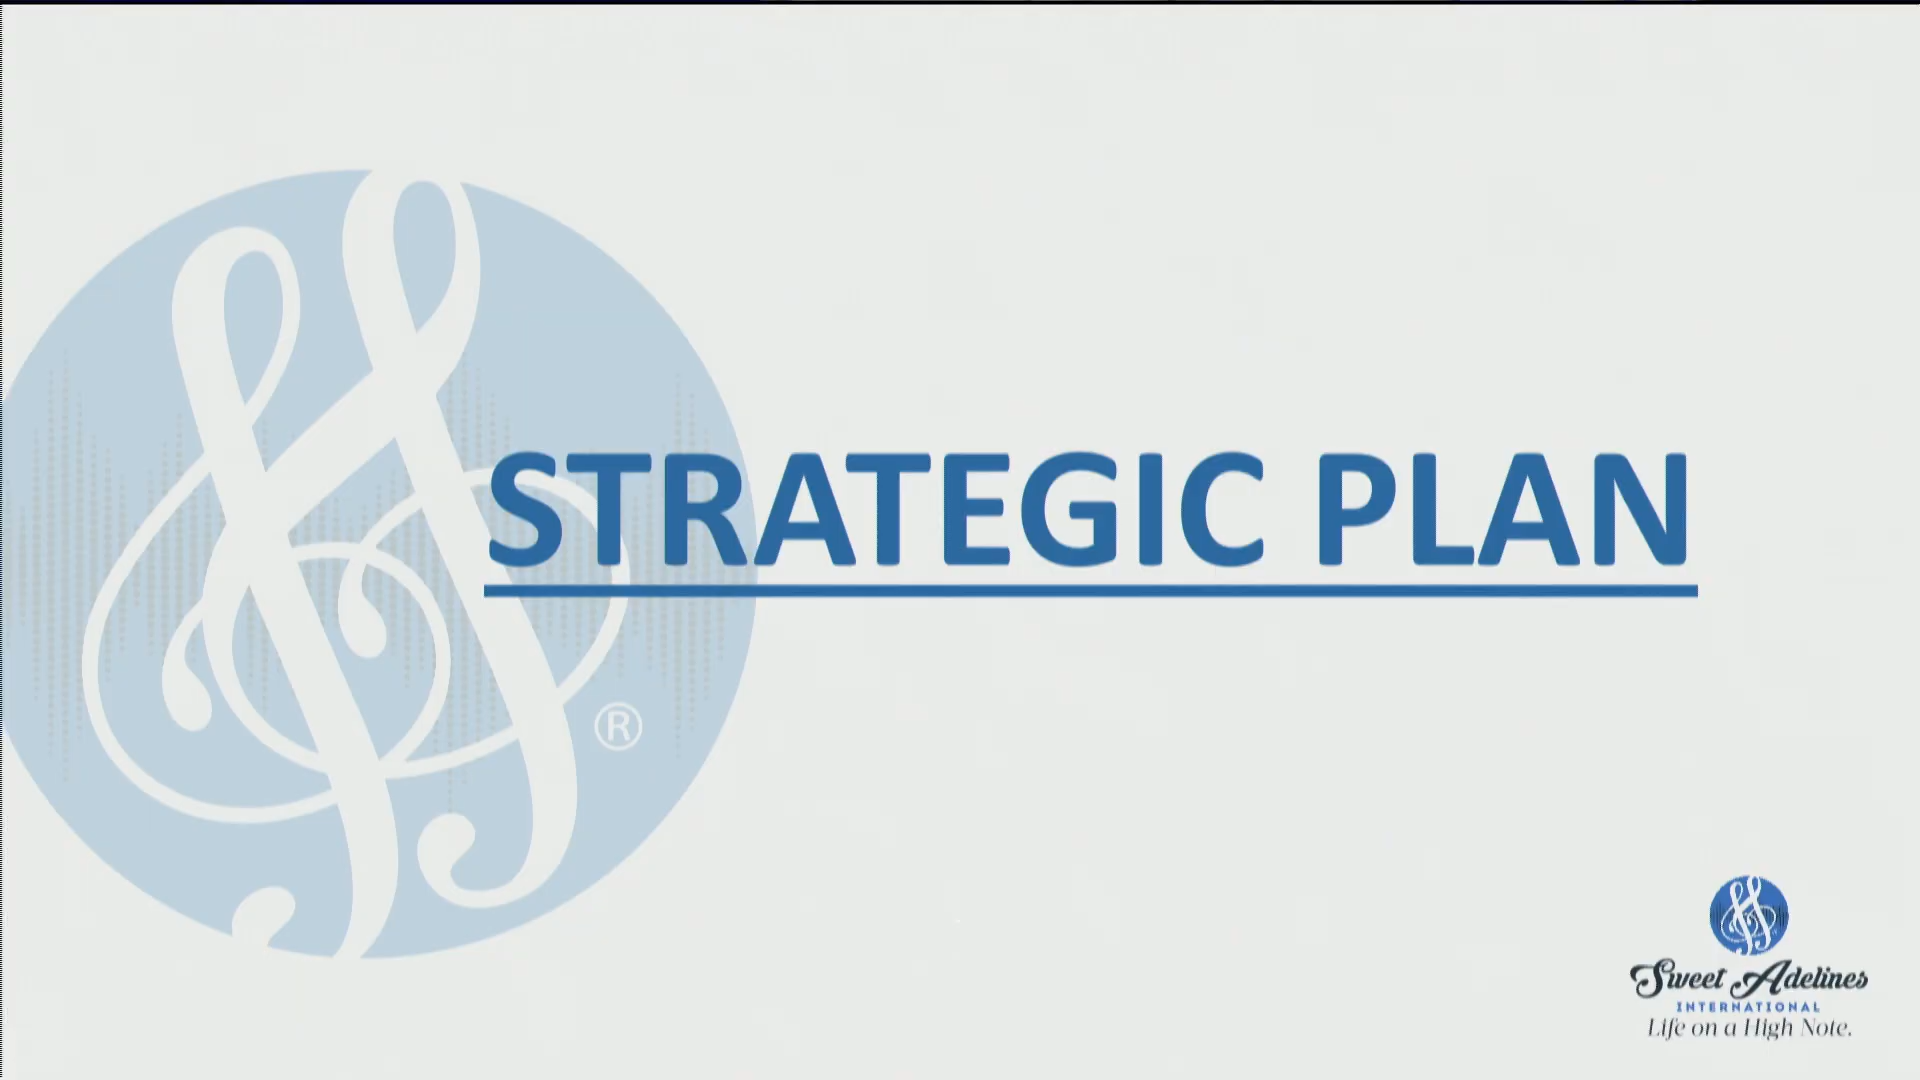 STRATEGIC PLAN
®
Sweet Adelines
INTERNATIONAL
Life on a High Note.